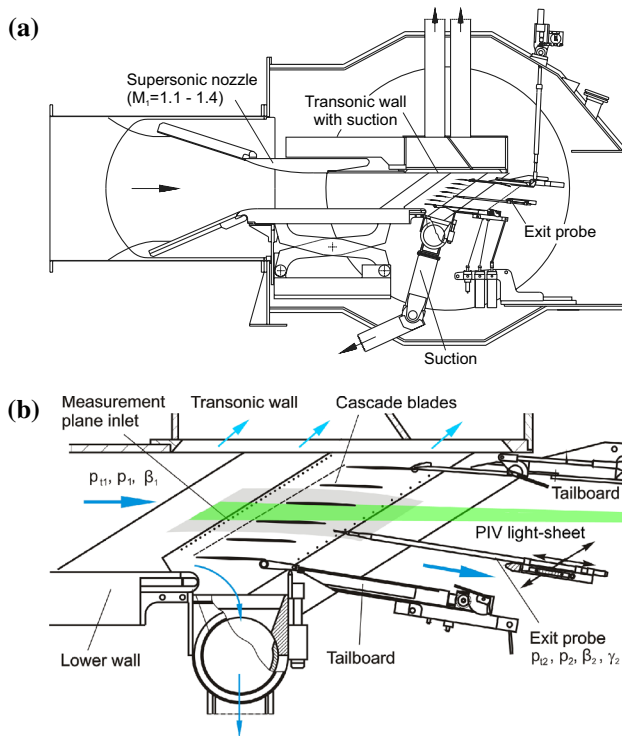 (a)
Supersonic nozzle
(M₁=1.1 - 1.4)
Transonic wall
with suction
Exit probe
Suction
(b)
Measurement
plane inlet
Transonic wall
Cascade blades
pt1, p1, β1
Tailboard
PIV light-sheet
Lower wall
Tailboard
Exit probe
pt2, p2, β2, γ2